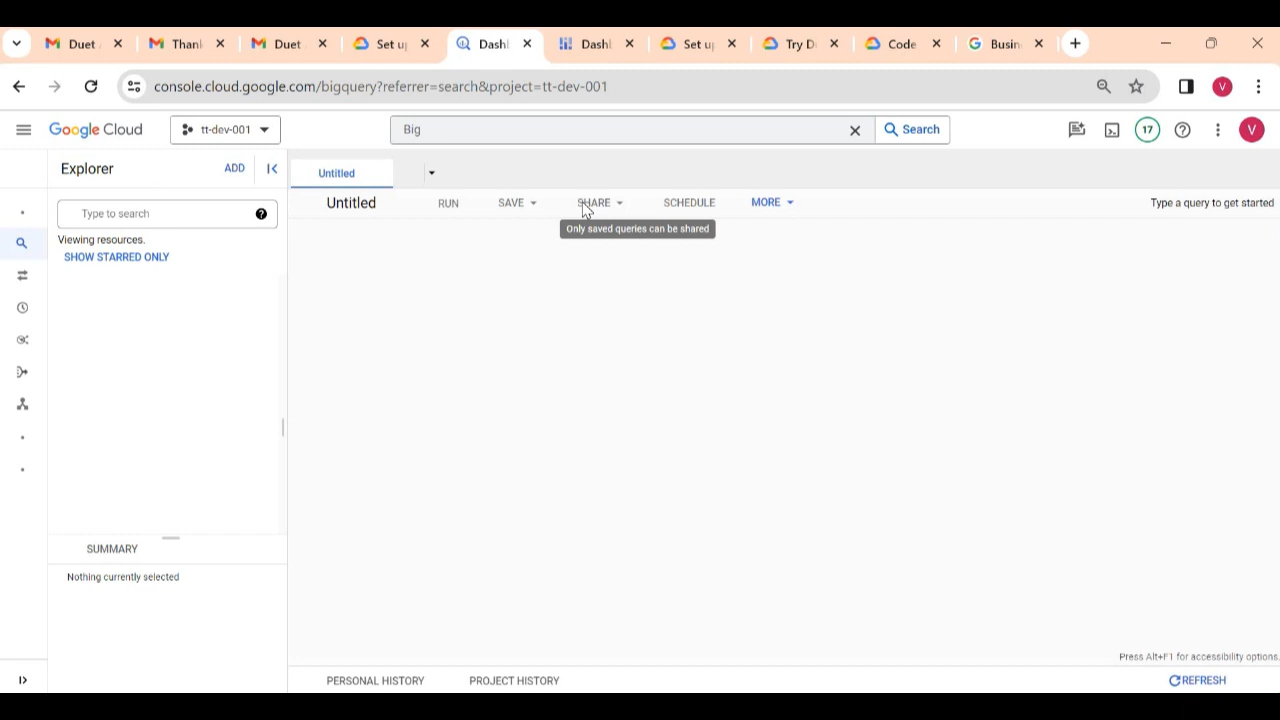 Duet
Thanl
Duet
Set u
Dash
Dashl
Set u
Try D
Code
Busin
console.cloud.google.com/bigquery?referrer=search&project=tt-dev-001
V
Google Cloud
tt-dev-001
Big
Search
17
V
Explorer
ADD
Untitled
Untitled
RUN
SAVE
SHARE
SCHEDULE
MORE
Type a query to get started
Type to search
Only saved queries can be shared
Viewing resources.
SHOW STARRED ONLY
SUMMARY
Nothing currently selected
Press Alt+F1 for accessibility options.
PERSONAL HISTORY
PROJECT HISTORY
REFRESH